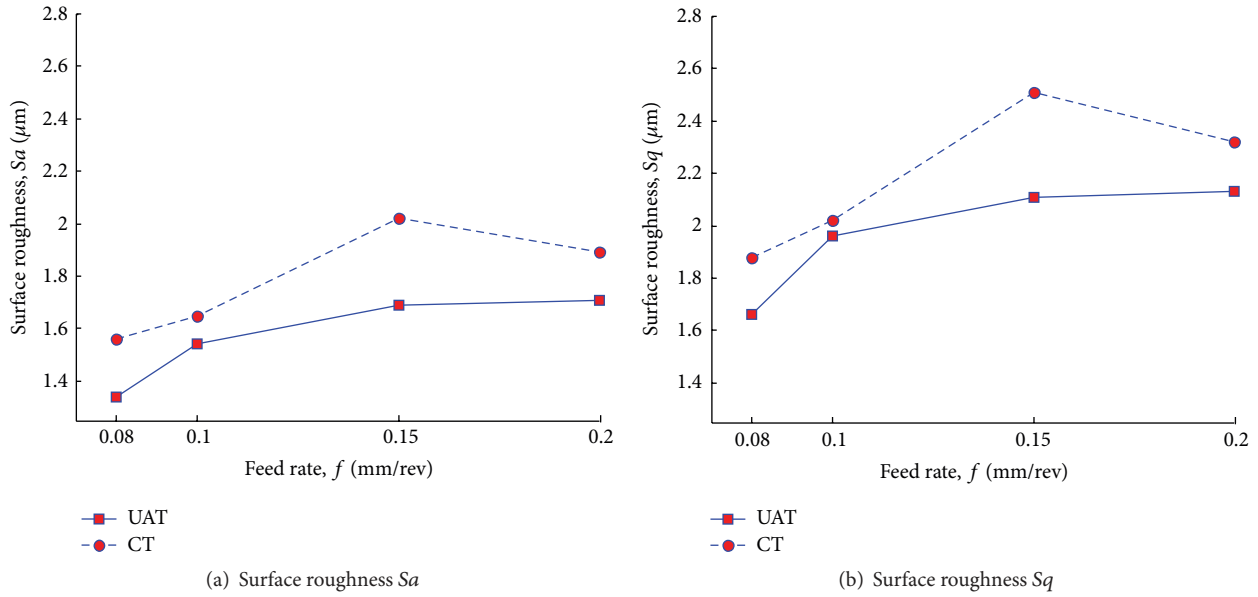 2.8
2.6
2.4
2.2
2
1.8
1.6
1.4
Surface roughness, Sa (μm)
0.08 0.1 0.15 0.2
Feed rate, f (mm/rev)
UAT
CT
(a) Surface roughness Sa
2.8
2.6
2.4
2.2
2
1.8
1.6
1.4
Surface roughness, Sq (μm)
0.08 0.1 0.15 0.2
Feed rate, f (mm/rev)
UAT
CT
(b) Surface roughness Sq